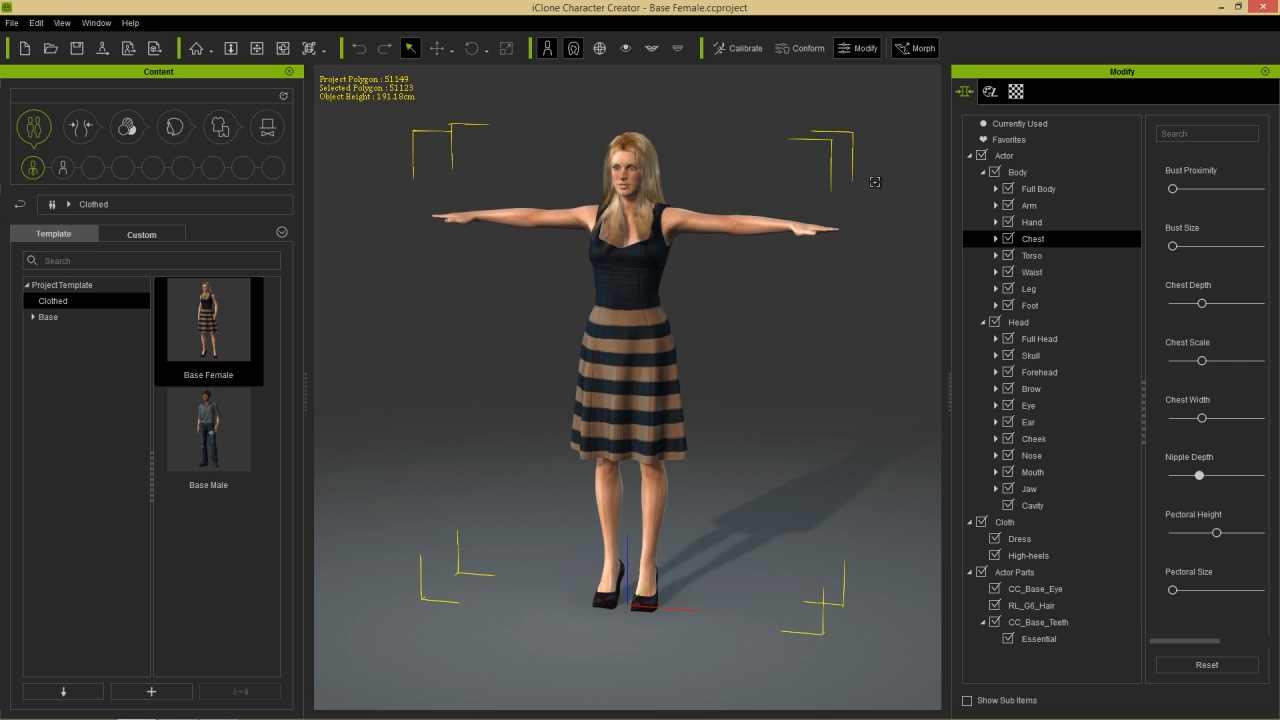 iClone Character Creator - Base Female.ccproject
File Edit View Window Help
Calibrate Conform Modify Morph
Content
Clothed
Template Custom
Search
ProjectTemplate
Clothed
Base
Base Female
Base Male
Project Polygon : 51149
Selected Polygon : 51123
Object Height : 191.18cm
Modify
Currently Used
Favorites
Actor
Body
Full Body
Arm
Hand
Chest
Torso
Waist
Leg
Foot
Head
Full Head
Skull
Forehead
Brow
Eye
Ear
Cheek
Nose
Mouth
Jaw
Cavity
Cloth
Dress
High-heels
Actor Parts
CC_Base_Eye
RL_G6_Hair
CC_Base_Teeth
Essential
Show Sub Items
Search
Bust Proximity
Bust Size
Chest Depth
Chest Scale
Chest Width
Nipple Depth
Pectoral Height
Pectoral Size
Reset